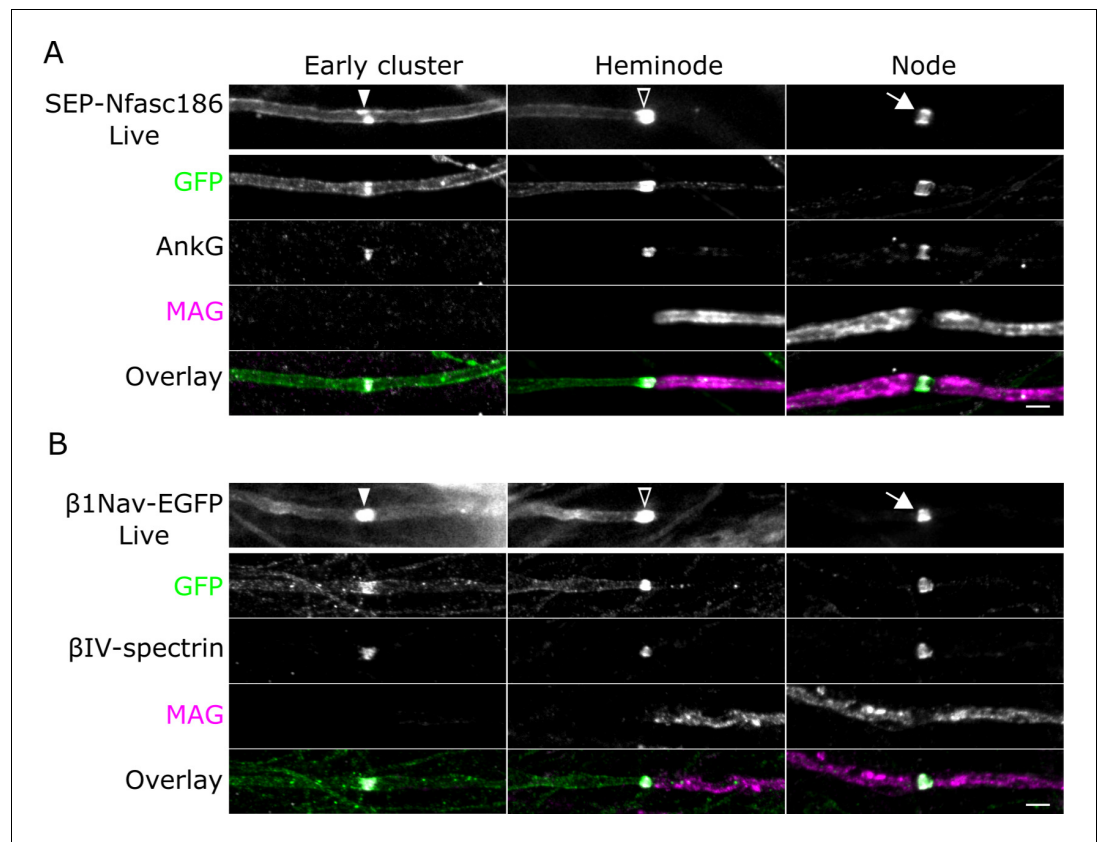 A
Early cluster
Heminode
Node
SEP-Nfasc186
Live
GFP
AnkG
MAG
Overlay
B
β1Nav-EGFP
Live
GFP
βIV-spectrin
MAG
Overlay